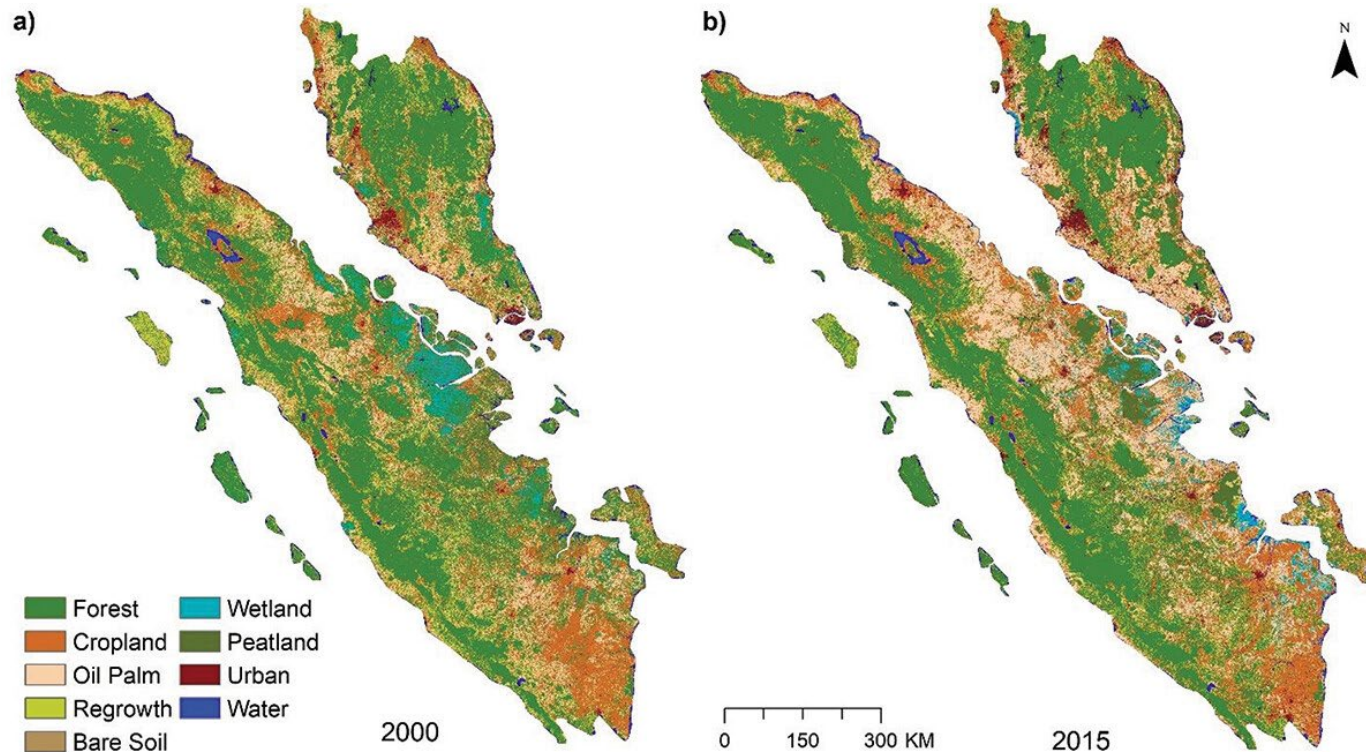 a)
b)
N
Forest
Cropland
Oil Palm
Regrowth
Bare Soil
Wetland
Peatland
Urban
Water
2000
0 150 300 KM
2015